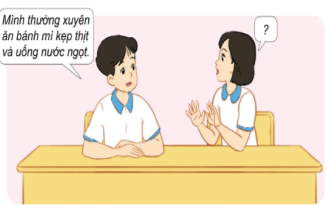 Mình thường xuyên
ăn bánh mì kẹp thịt
và uống nước ngọt.
?